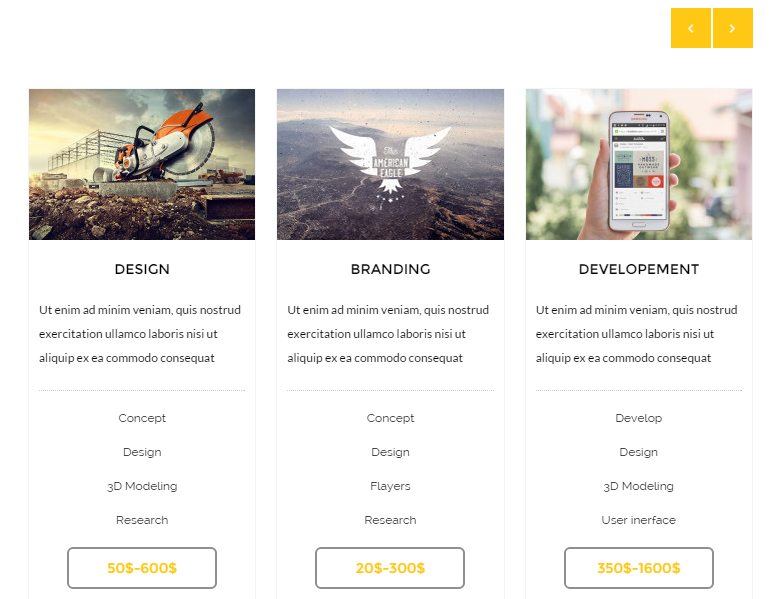 The
AMERICAN
EAGLE
DESIGN
BRANDING
DEVELOPEMENT
Ut enim ad minim veniam, quis nostrud
exercitation ullamco laboris nisi ut
aliquip ex ea commodo consequat
Ut enim ad minim veniam, quis nostrud
exercitation ullamco laboris nisi ut
aliquip ex ea commodo consequat
Ut enim ad minim veniam, quis nostrud
exercitation ullamco laboris nisi ut
aliquip ex ea commodo consequat
Concept
Design
3D Modeling
Research
50$-600$
Concept
Design
Flayers
Research
20$-300$
Develop
Design
3D Modeling
User inerface
350$-1600$